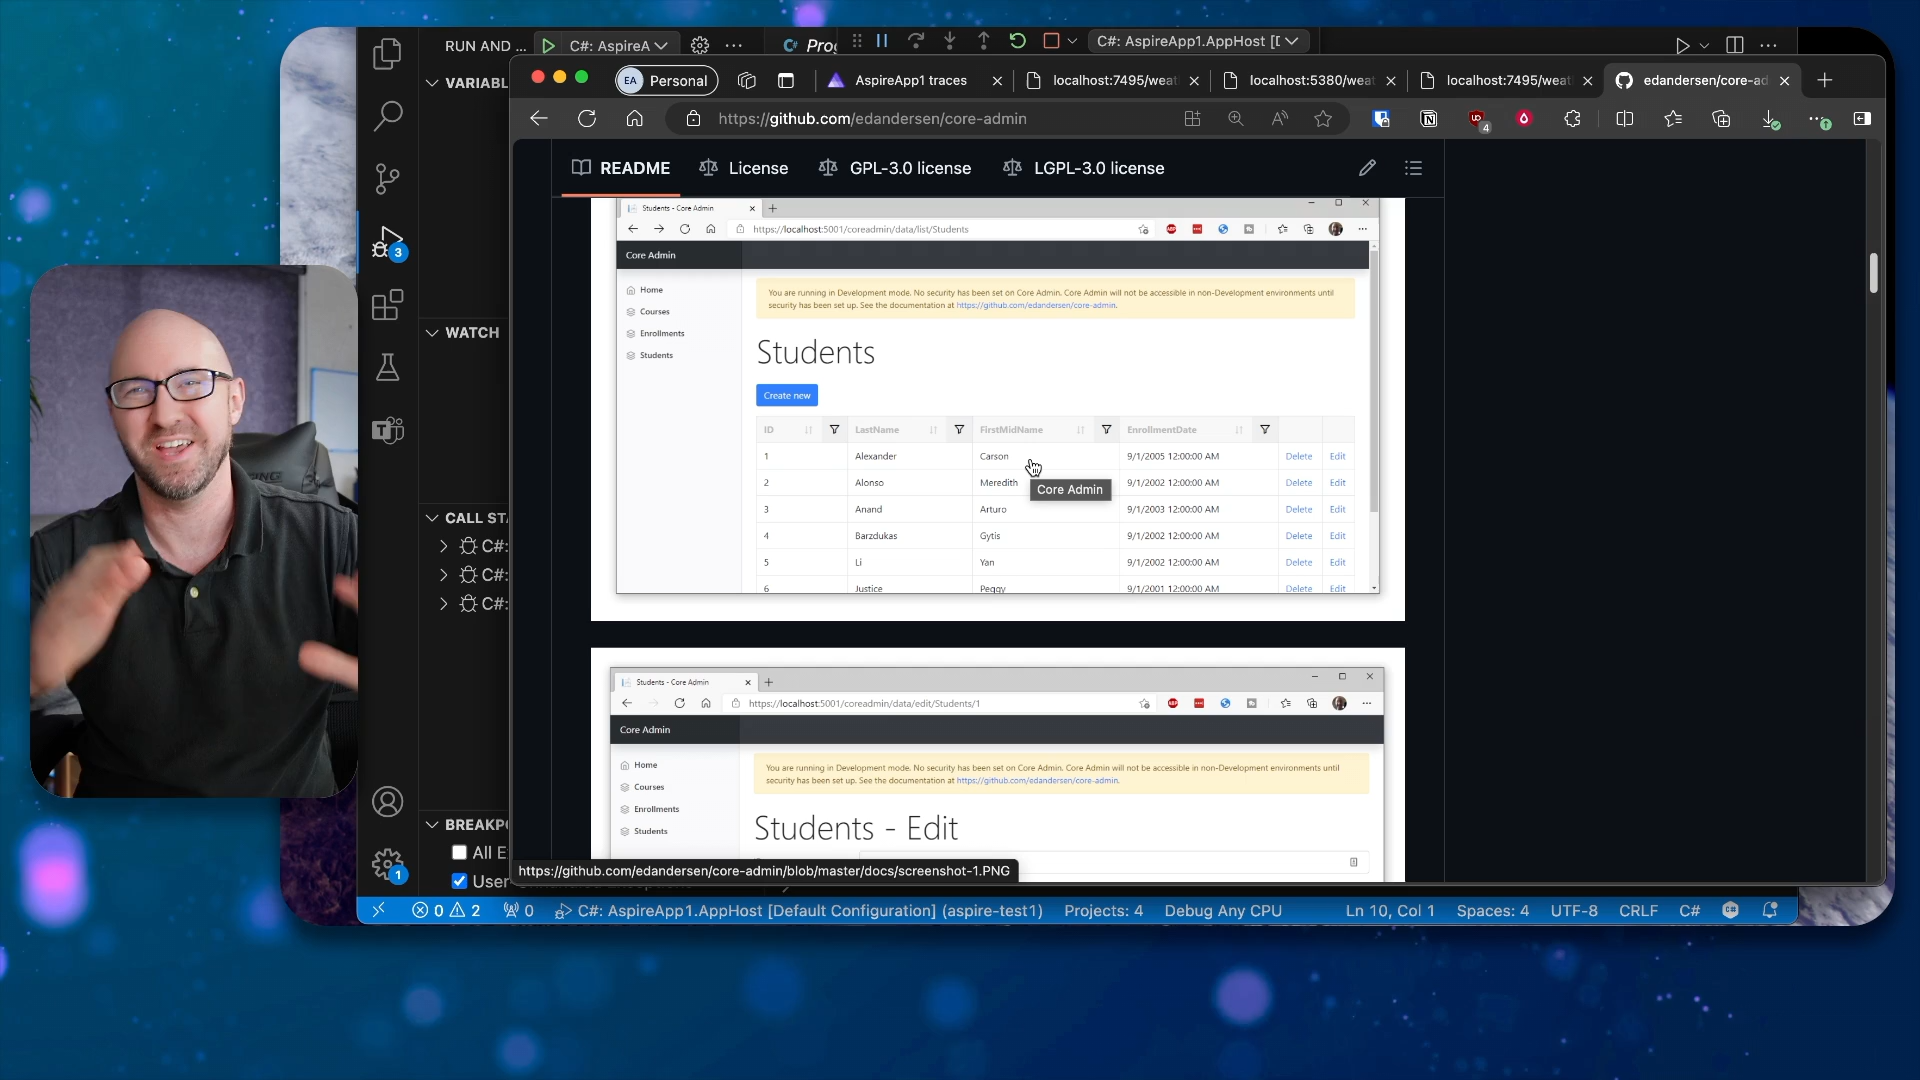 RUN AND ...
C#: AspireA
C# Prog
C#: AspireApp1.AppHost [D
VARIABL
WATCH
CALL STA
C#:
C#:
C#:
BREAKP
All E
User
3
1
EA Personal
AspireApp1 traces
localhost:7495/weat
localhost:5380/weat
localhost:7495/weat
edandersen/core-ad
https://github.com/edandersen/core-admin
4
README
License
GPL-3.0 license
LGPL-3.0 license
Students - Core Admin
https://localhost:5001/coreadmin/data/list/Students
Core Admin
Home
Courses
Enrollments
Students
You are running in Development mode. No security has been set on Core Admin. Core Admin will not be accessible in non-Development environments until
security has been set up. See the documentation at https://github.com/edandersen/core-admin.
Students
Create new
ID LastName FirstMidName EnrollmentDate
1 Alexander Carson 9/1/2005 12:00:00 AM Delete Edit
2 Alonso Meredith 9/1/2002 12:00:00 AM Delete Edit
3 Anand Arturo 9/1/2003 12:00:00 AM Delete Edit
4 Barzdukas Gytis 9/1/2002 12:00:00 AM Delete Edit
5 Li Yan 9/1/2002 12:00:00 AM Delete Edit
6 Justice Peggy 9/1/2001 12:00:00 AM Delete Edit
Core Admin
Students - Core Admin
https://localhost:5001/coreadmin/data/edit/Students/1
Core Admin
Home
Courses
Enrollments
Students
You are running in Development mode. No security has been set on Core Admin. Core Admin will not be accessible in non-Development environments until
security has been set up. See the documentation at https://github.com/edandersen/core-admin.
Students - Edit
https://github.com/edandersen/core-admin/blob/master/docs/screenshot-1.PNG
0 2 0 C#: AspireApp1.AppHost [Default Configuration] (aspire-test1) Projects: 4 Debug Any CPU Ln 10, Col 1 Spaces: 4 UTF-8 CRLF C#